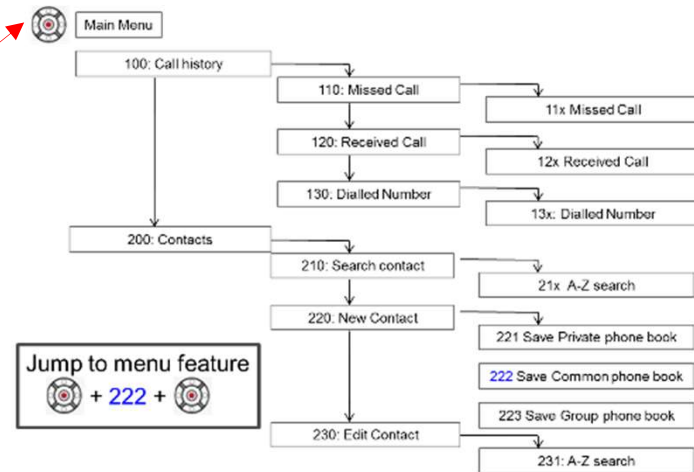 Main Menu
100: Call history
110: Missed Call
11x Missed Call
120: Received Call
12x Received Call
130: Dialled Number
13x: Dialled Number
200: Contacts
210: Search contact
21x A-Z search
220: New Contact
221 Save Private phone book
222 Save Common phone book
223 Save Group phone book
230: Edit Contact
231: A-Z search
Jump to menu feature
+ 222 +